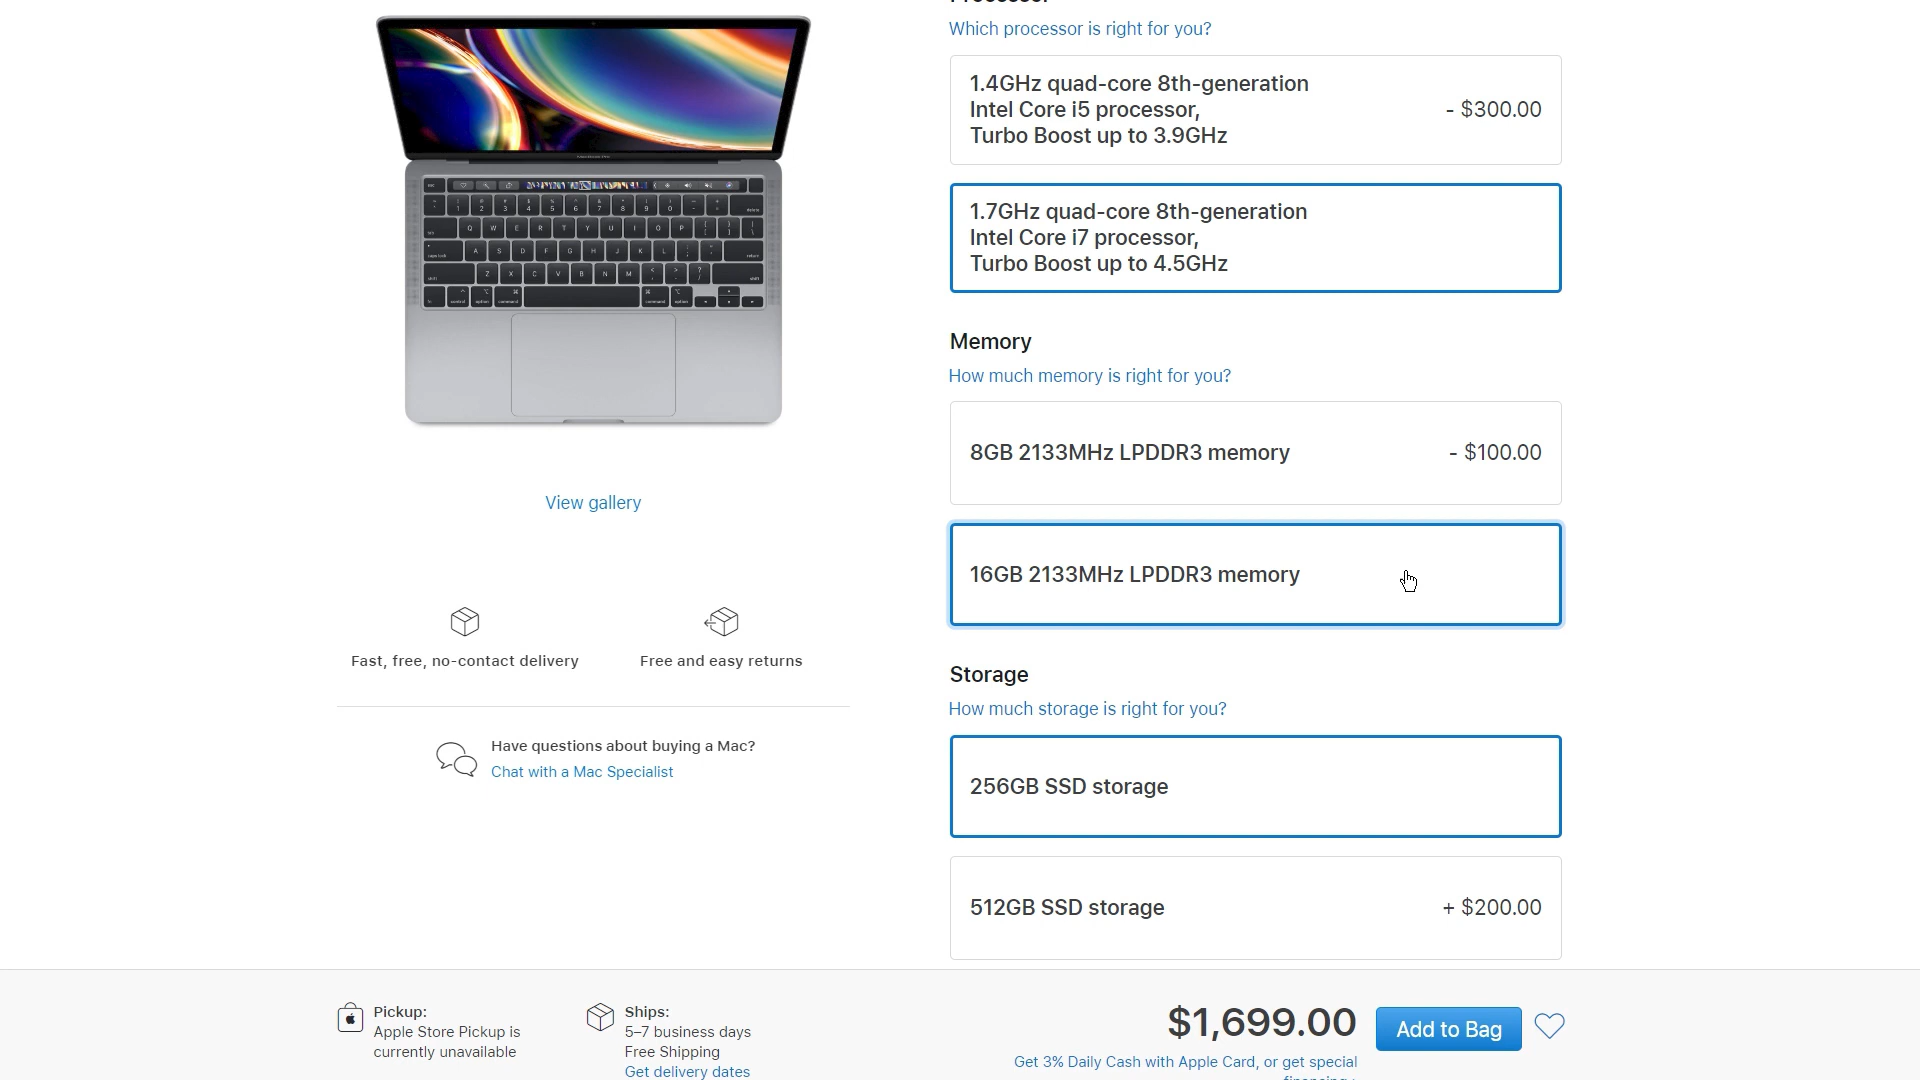 Processor
Which processor is right for you?
1.4GHz quad-core 8th-generation
Intel Core i5 processor,
Turbo Boost up to 3.9GHz
- $300.00
1.7GHz quad-core 8th-generation
Intel Core i7 processor,
Turbo Boost up to 4.5GHz
Memory
How much memory is right for you?
8GB 2133MHz LPDDR3 memory
- $100.00
16GB 2133MHz LPDDR3 memory
Storage
How much storage is right for you?
256GB SSD storage
512GB SSD storage
+ $200.00
View gallery
Fast, free, no-contact delivery
Free and easy returns
Have questions about buying a Mac?
Chat with a Mac Specialist
Pickup:
Apple Store Pickup is
currently unavailable
Ships:
5–7 business days
Free Shipping
Get delivery dates
$1,699.00
Get 3% Daily Cash with Apple Card, or get special
Add to Bag